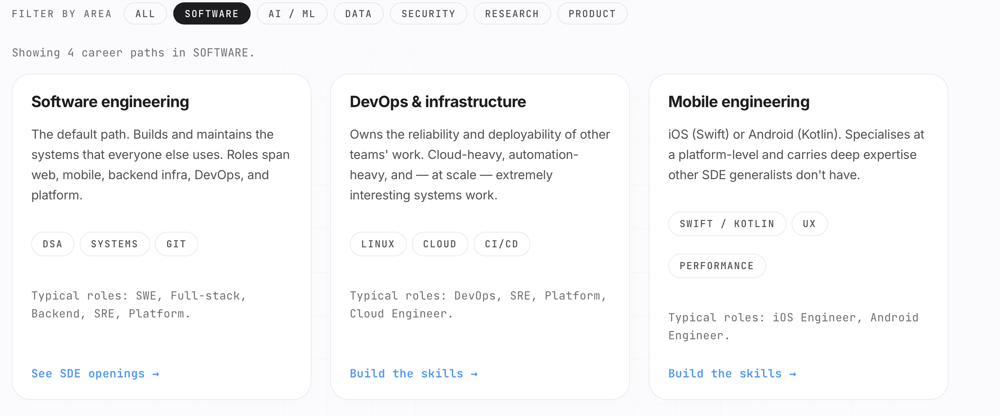 FILTER BY AREA ALL SOFTWARE AI / ML DATA SECURITY RESEARCH PRODUCT
Showing 4 career paths in SOFTWARE.
Software engineering
The default path. Builds and maintains the
systems that everyone else uses. Roles span
web, mobile, backend infra, DevOps, and
platform.
DSA SYSTEMS GIT
Typical roles: SWE, Full-stack,
Backend, SRE, Platform.
See SDE openings →
DevOps & infrastructure
Owns the reliability and deployability of other
teams' work. Cloud-heavy, automation-
heavy, and — at scale — extremely
interesting systems work.
LINUX CLOUD CI/CD
Typical roles: DevOps, SRE, Platform,
Cloud Engineer.
Build the skills →
Mobile engineering
iOS (Swift) or Android (Kotlin). Specialises at
a platform-level and carries deep expertise
other SDE generalists don't have.
SWIFT / KOTLIN UX
PERFORMANCE
Typical roles: iOS Engineer, Android
Engineer.
Build the skills →